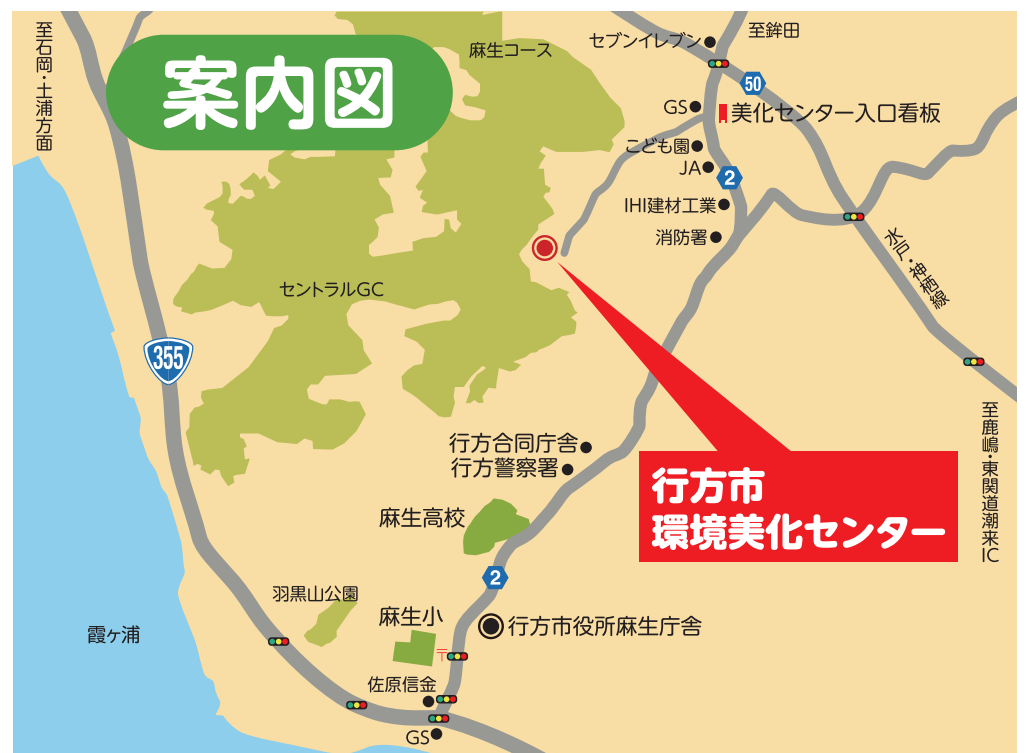 案内図
至石岡・土浦方面
麻生コース
セブンイレブン
至鉾田
50
GS
美化センター入口看板
こども園
JA
2
IHI建材工業
消防署
水戸・神栖線
セントラルGC
355
行方合同庁舎
行方警察署
行方市
環境美化センター
至鹿嶋・東関道潮来IC
麻生高校
2
羽黒山公園
麻生小
行方市役所麻生庁舎
霞ヶ浦
〒
佐原信金
GS